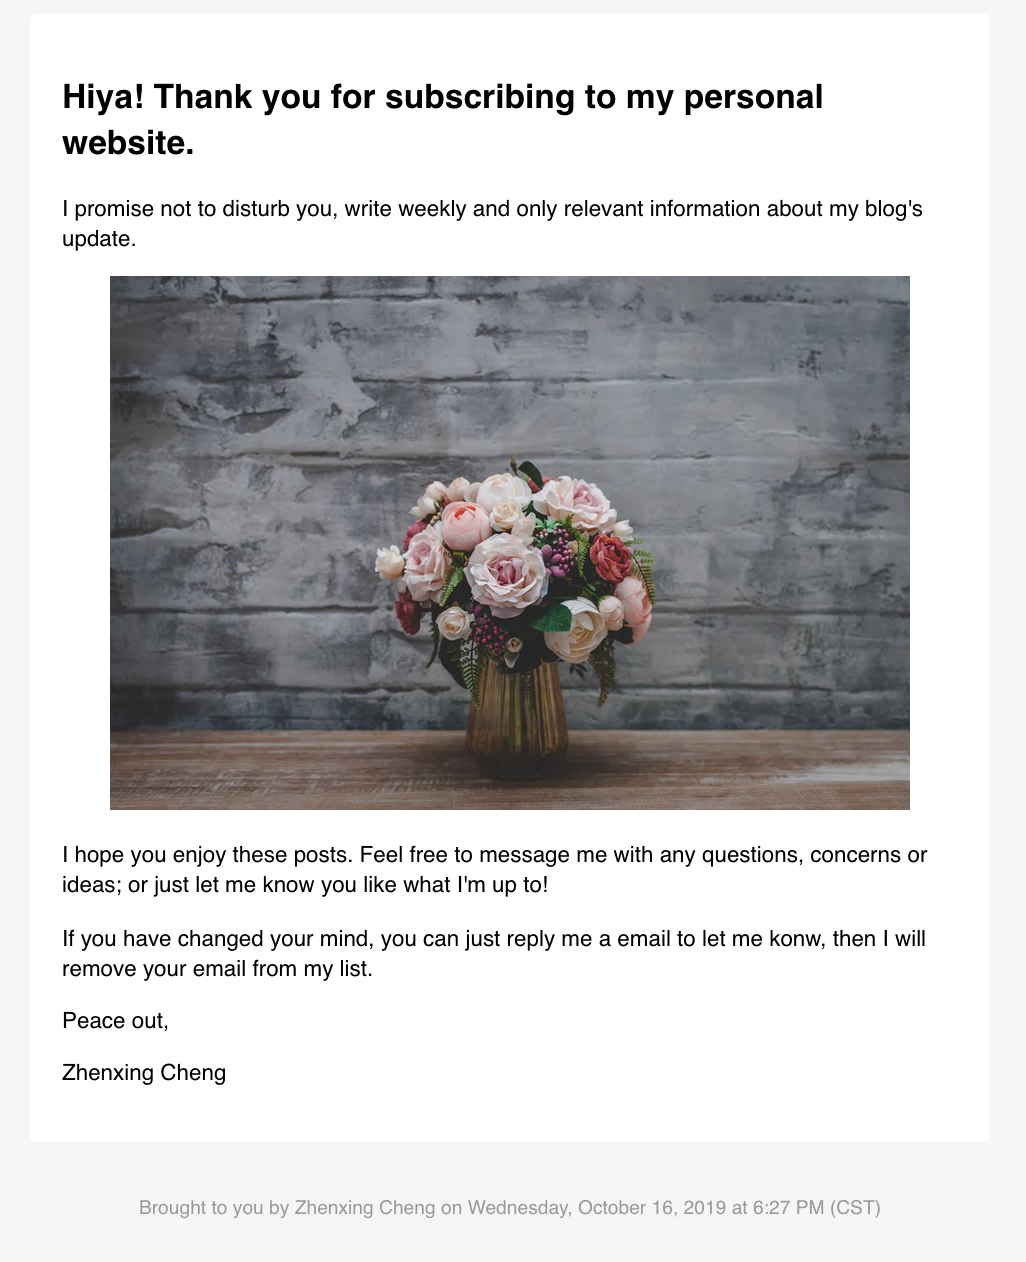 Hiya! Thank you for subscribing to my personal
website.
I promise not to disturb you, write weekly and only relevant information about my blog's
update.
I hope you enjoy these posts. Feel free to message me with any questions, concerns or
ideas; or just let me know you like what I'm up to!
If you have changed your mind, you can just reply me a email to let me konw, then I will
remove your email from my list.
Peace out,
Zhenxing Cheng
Brought to you by Zhenxing Cheng on Wednesday, October 16, 2019 at 6:27 PM (CST)